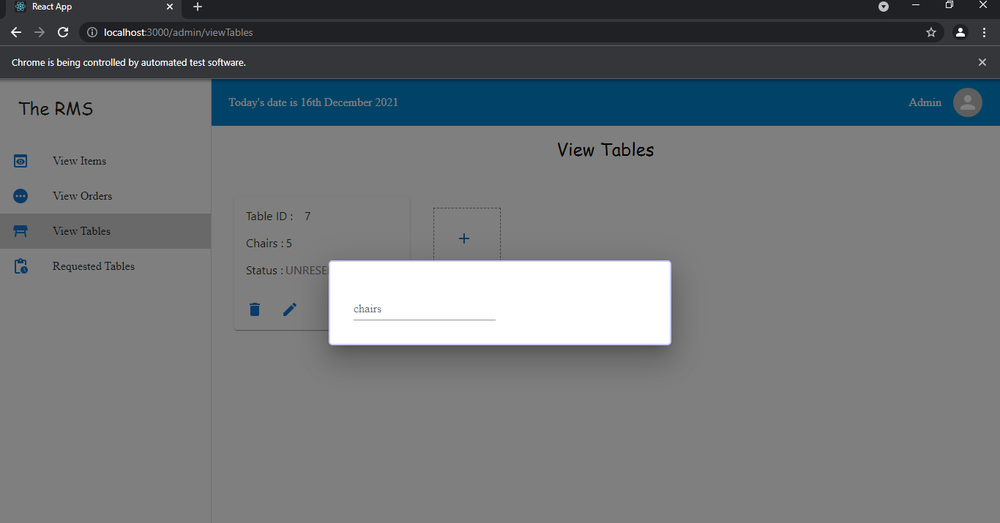 React App
localhost:3000/admin/viewTables
Chrome is being controlled by automated test software.
The RMS
Today's date is 16th December 2021
Admin
View Items
View Orders
View Tables
Requested Tables
View Tables
Table ID : 7
Chairs : 5
Status :
+
chairs